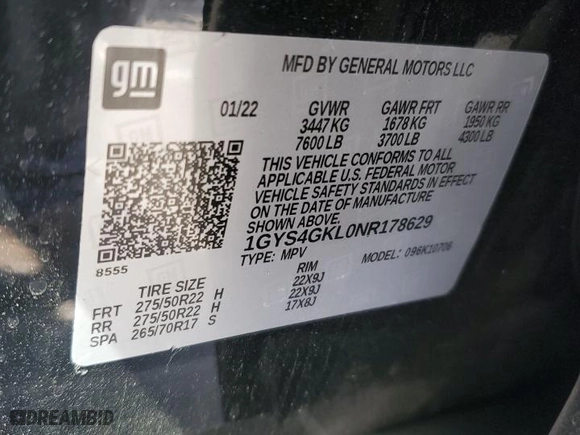 gm
MFD BY GENERAL MOTORS LLC
01/22 GVWR GAWR FRT GAWR RR
3447 KG 1678 KG 1950 KG
7600 LB 3700 LB 4300 LB
THIS VEHICLE CONFORMS TO ALL
APPLICABLE U.S. FEDERAL MOTOR
VEHICLE SAFETY STANDARDS IN EFFECT
ON THE DATE OF MANUFACTURE
SHOWN ABOVE.
1GYS4GKL0NR178629
TYPE: MPV MODEL: 096K10706
8555
TIRE SIZE RIM
FRT 275/50R22 H 22X9J
RR 275/50R22 H 22X9J
SPA 265/70R17 S 17X8J
DREAMBID